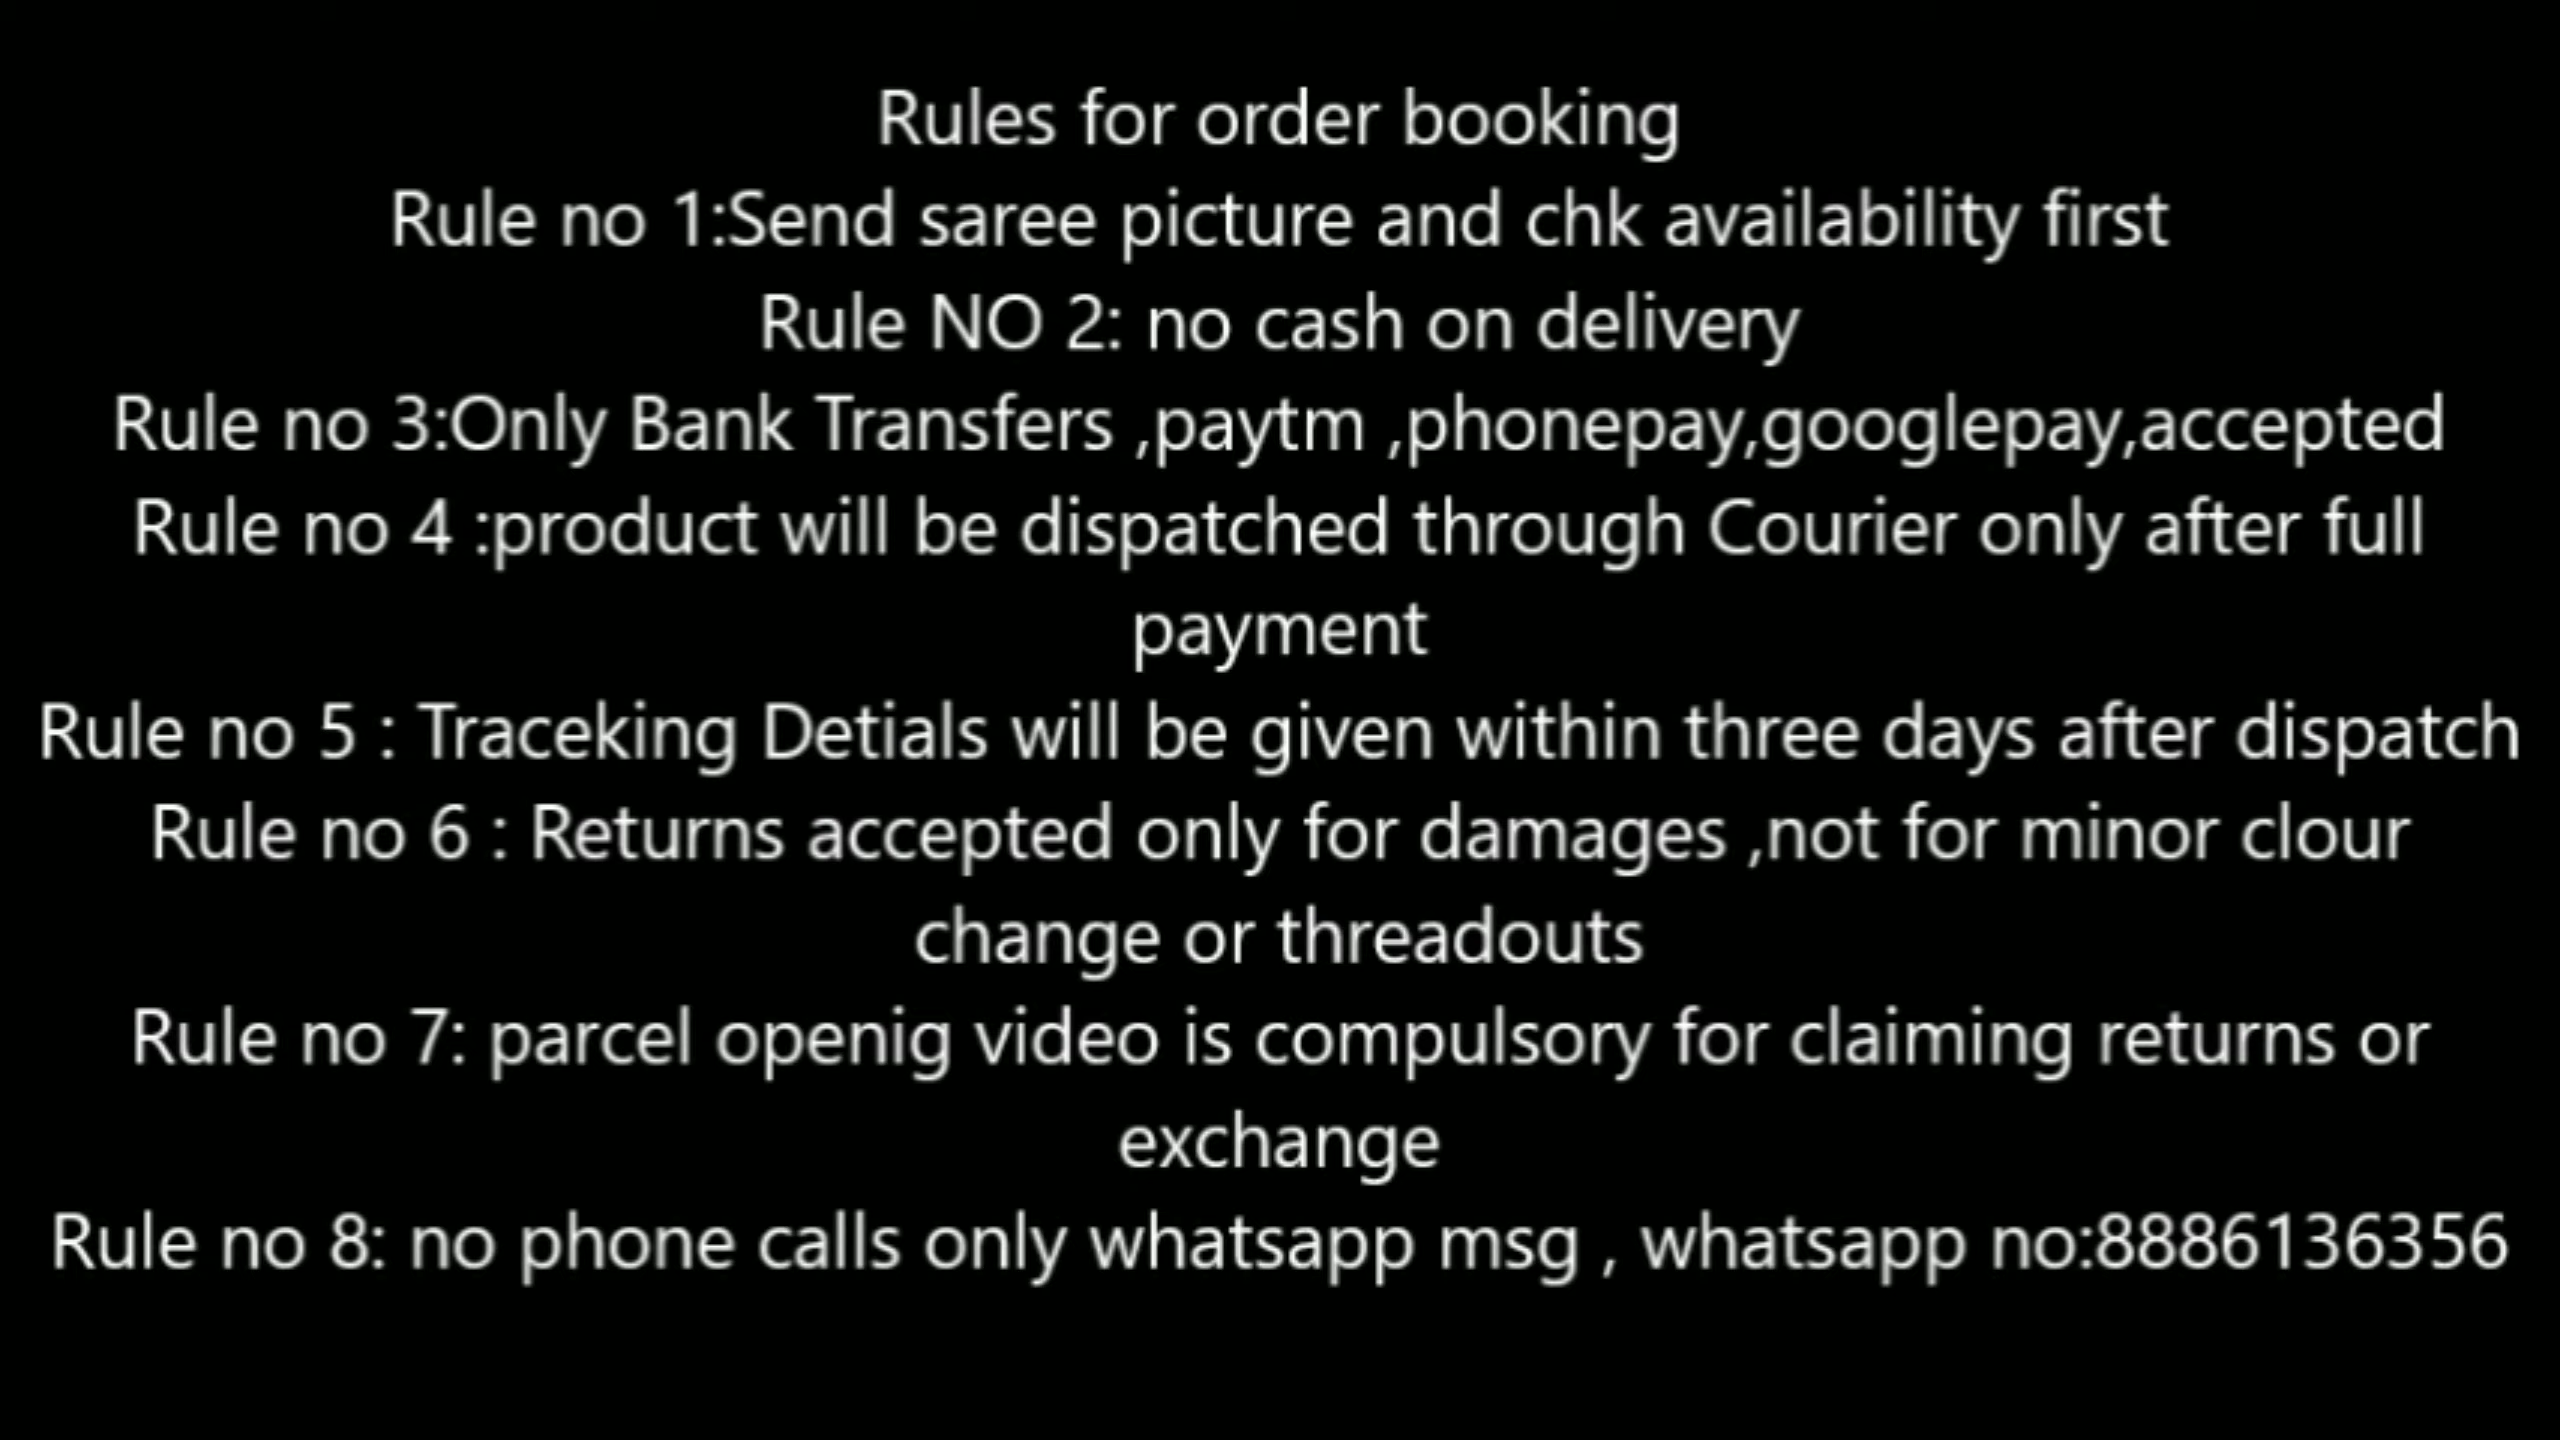 Rules for order booking
Rule no 1:Send saree picture and chk availability first
Rule NO 2: no cash on delivery
Rule no 3:Only Bank Transfers ,paytm ,phonepay,googlepay,accepted
Rule no 4 :product will be dispatched through Courier only after full
payment
Rule no 5 : Traceking Detials will be given within three days after dispatch
Rule no 6 : Returns accepted only for damages ,not for minor clour
change or threadouts
Rule no 7: parcel openig video is compulsory for claiming returns or
exchange
Rule no 8: no phone calls only whatsapp msg , whatsapp no:8886136356